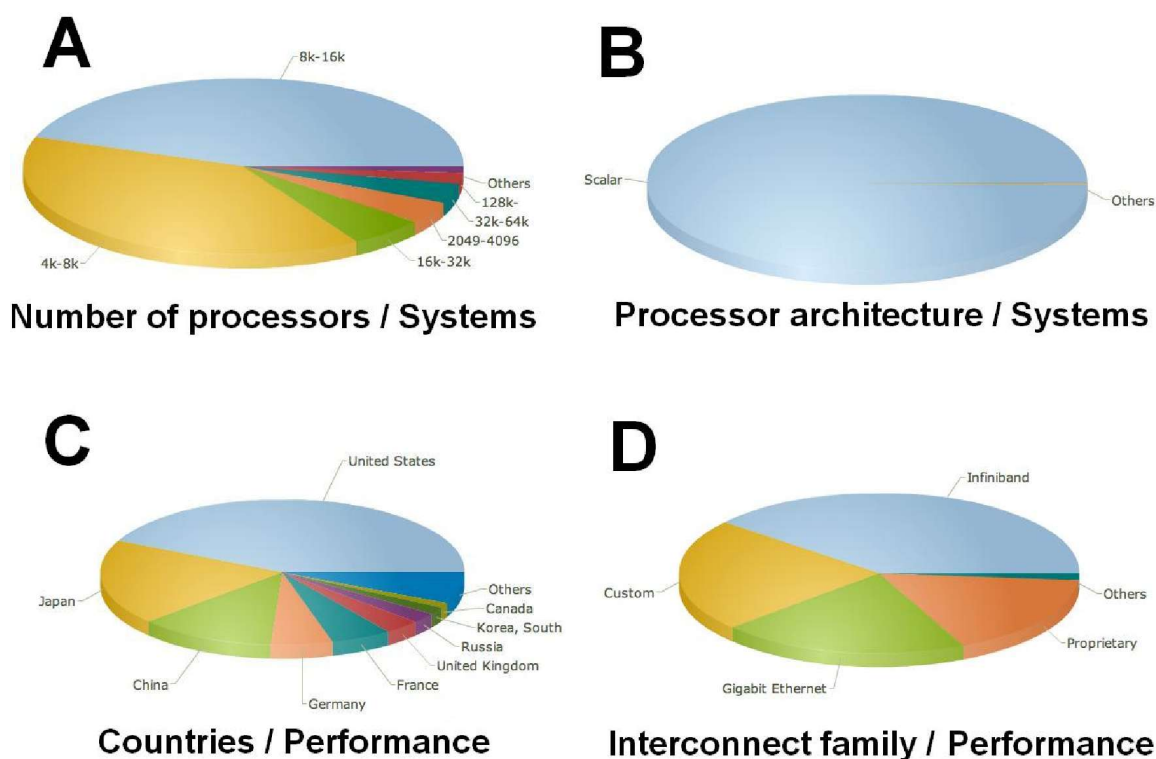 A
8k-16k
Others
128k-
32k-64k
2049-4096
16k-32k
4k-8k
Number of processors / Systems
B
Scalar
Others
Processor architecture / Systems
C
United States
Japan
Others
Canada
Korea, South
Russia
United Kingdom
France
Germany
China
Countries / Performance
D
Infiniband
Custom
Others
Proprietary
Gigabit Ethernet
Interconnect family / Performance